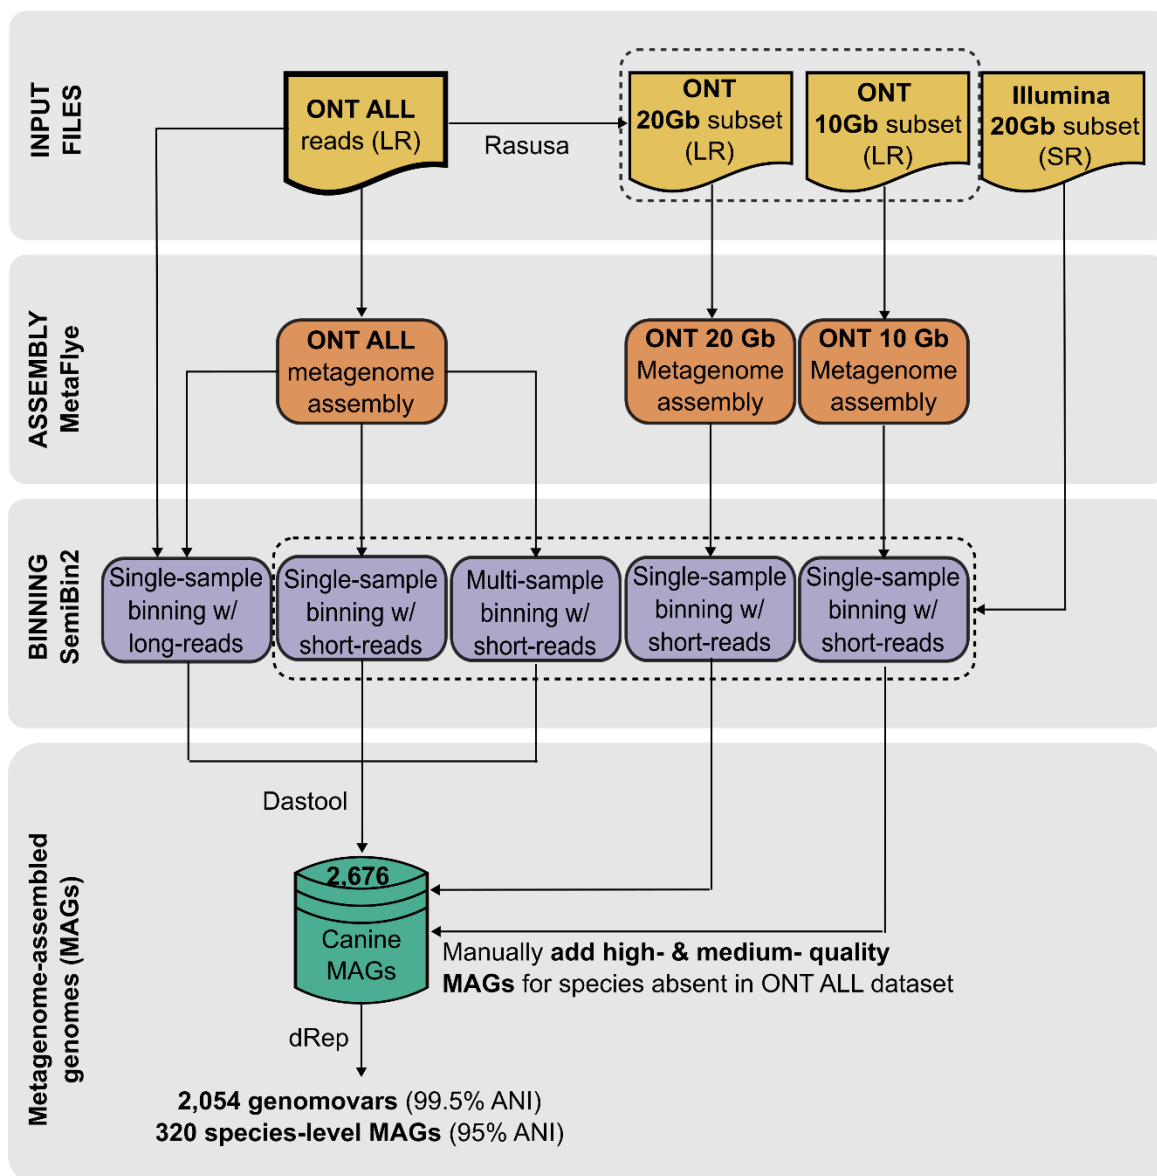 INPUT
FILES
ONT ALL
reads (LR)
Rasusa
ONT
20Gb subset
(LR)
ONT
10Gb subset
(LR)
Illumina
20Gb subset
(SR)
ASSEMBLY
MetaFlye
ONT ALL
metagenome
assembly
ONT 20 Gb
Metagenome
assembly
ONT 10 Gb
Metagenome
assembly
BINNING
SemiBin2
Single-sample
binning w/
long-reads
Single-sample
binning w/
short-reads
Multi-sample
binning w/
short-reads
Single-sample
binning w/
short-reads
Single-sample
binning w/
short-reads
Metagenome-assembled
genomes (MAGs)
Dastool
2,676
Canine
MAGs
Manually add high- & medium- quality
MAGs for species absent in ONT ALL dataset
dRep
2,054 genomovars (99.5% ANI)
320 species-level MAGs (95% ANI)